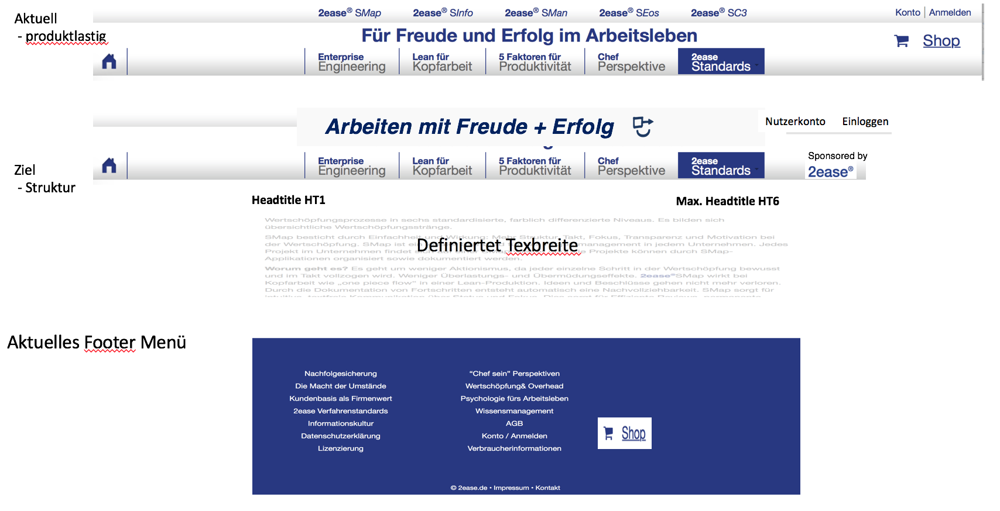 Aktuell
- produktlastig
2ease® SMap 2ease® SInfo 2ease® SMan 2ease® SEos 2ease® SC3
Konto | Anmelden
Für Freude und Erfolg im Arbeitsleben
Shop
Enterprise Engineering
Lean für Kopfarbeit
5 Faktoren für Produktivität
Chef Perspektive
2ease Standards
Arbeiten mit Freude + Erfolg
Nutzerkonto Einloggen
Ziel
- Struktur
Enterprise Engineering
Lean für Kopfarbeit
5 Faktoren für Produktivität
Chef Perspektive
2ease Standards
Sponsored by
2ease®
Headtitle HT1
Max. Headtitle HT6
Wertschöpfungsprozesse in sechs standardisierte, farblich differenzierte Niveaus. Es bilden sich
übersichtliche Wertschöpfungsstränge.
SMap besticht durch Einfachheit und Wirkung: Mehr Struktur, Takt, Fokus, Transparenz und Motivation bei
der Wertschöpfung. SMap ist ein management in jedem Unternehmen. Jedes
Definiertet Texbreite
Projekt im Unternehmen findet sich auf einer SMap Projekte können durch SMap-
Applikationen organisiert sowie dokumentiert werden.
Worum geht es? Es geht um weniger Aktionismus, da jeder einzelne Schritt in der Wertschöpfung bewusst
und im Takt vollzogen wird. Weniger Überlastungs- und Übermüdungseffekte. 2ease®SMap wirkt bei
Kopfarbeit wie „one piece flow" in einer Lean-Produktion. Ideen und Beschlüsse gehen nicht mehr verloren.
Durch die Dokumentation von Fortschritten entsteht automatisch eine Nachvollziehbarkeit. SMap sorgt für
Aktuelles Footer Menü
Nachfolgesicherung
Die Macht der Umstände
Kundenbasis als Firmenwert
2ease Verfahrenstandards
Informationskultur
Datenschutzerklärung
Lizenzierung
“Chef sein” Perspektiven
Wertschöpfung& Overhead
Psychologie fürs Arbeitsleben
Wissensmanagement
AGB
Konto / Anmelden
Verbraucherinformationen
Shop
© 2ease.de • Impressum • Kontakt